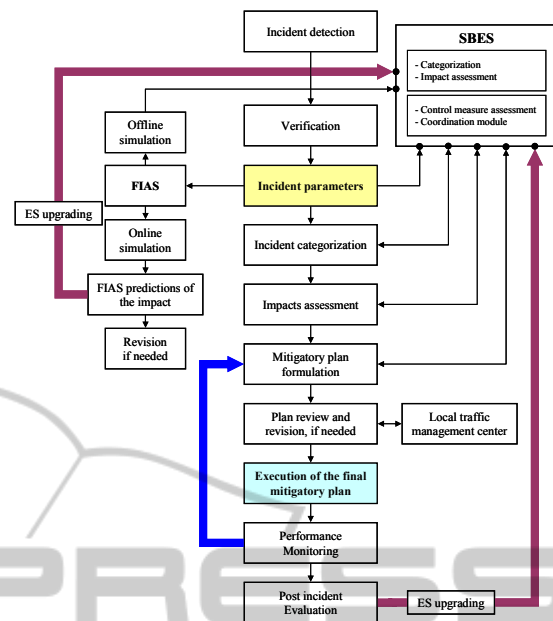 Incident detection
SBES
- Categorization
- Impact assessment
- Control measure assessment
- Coordination module
Offline
simulation
Verification
FIAS
Incident parameters
ES upgrading
Online
simulation
Incident categorization
FIAS predictions of
the impact
Impacts assessment
Revision
if needed
Mitigatory plan
formulation
Plan review and
revision, if needed
Local traffic
management center
Execution of the final
mitigatory plan
Performance
Monitoring
Post incident
Evaluation
ES upgrading
PRESS